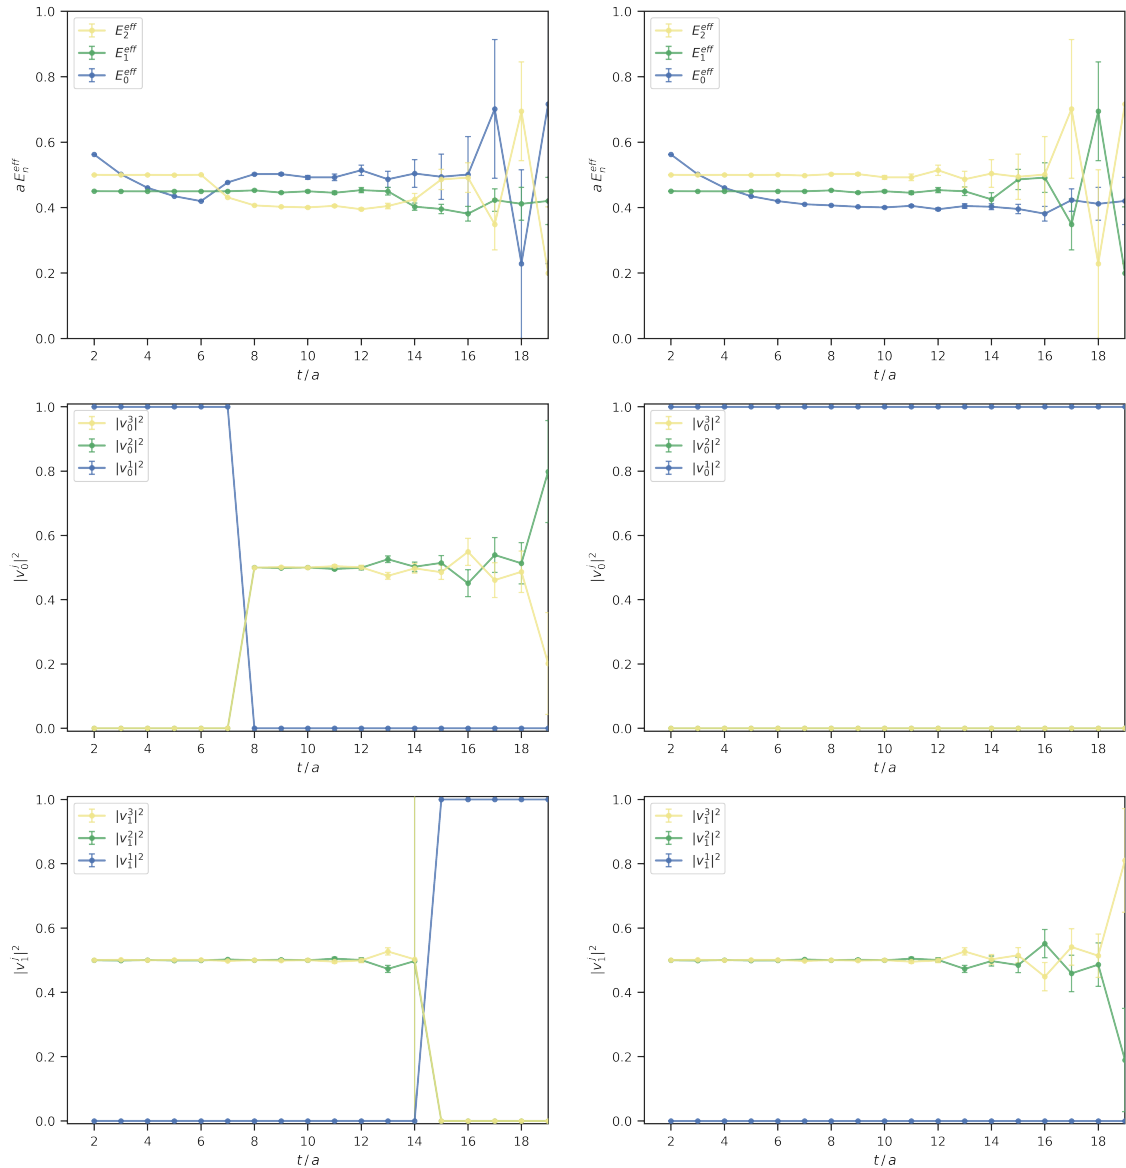 1.0
0.8
0.6
0.4
0.2
0.0
a E_n^{eff}
E_2^{eff}
E_1^{eff}
E_0^{eff}
2 4 6 8 10 12 14 16 18
t / a
1.0
0.8
0.6
0.4
0.2
0.0
a E_n^{eff}
E_2^{eff}
E_1^{eff}
E_0^{eff}
2 4 6 8 10 12 14 16 18
t / a
1.0
0.8
0.6
0.4
0.2
0.0
|v_0^j|^2
|v_0^3|^2
|v_0^2|^2
|v_0^1|^2
2 4 6 8 10 12 14 16 18
t / a
1.0
0.8
0.6
0.4
0.2
0.0
|v_0^j|^2
|v_0^3|^2
|v_0^2|^2
|v_0^1|^2
2 4 6 8 10 12 14 16 18
t / a
1.0
0.8
0.6
0.4
0.2
0.0
|v_1^j|^2
|v_1^3|^2
|v_1^2|^2
|v_1^1|^2
2 4 6 8 10 12 14 16 18
t / a
1.0
0.8
0.6
0.4
0.2
0.0
|v_1^j|^2
|v_1^3|^2
|v_1^2|^2
|v_1^1|^2
2 4 6 8 10 12 14 16 18
t / a